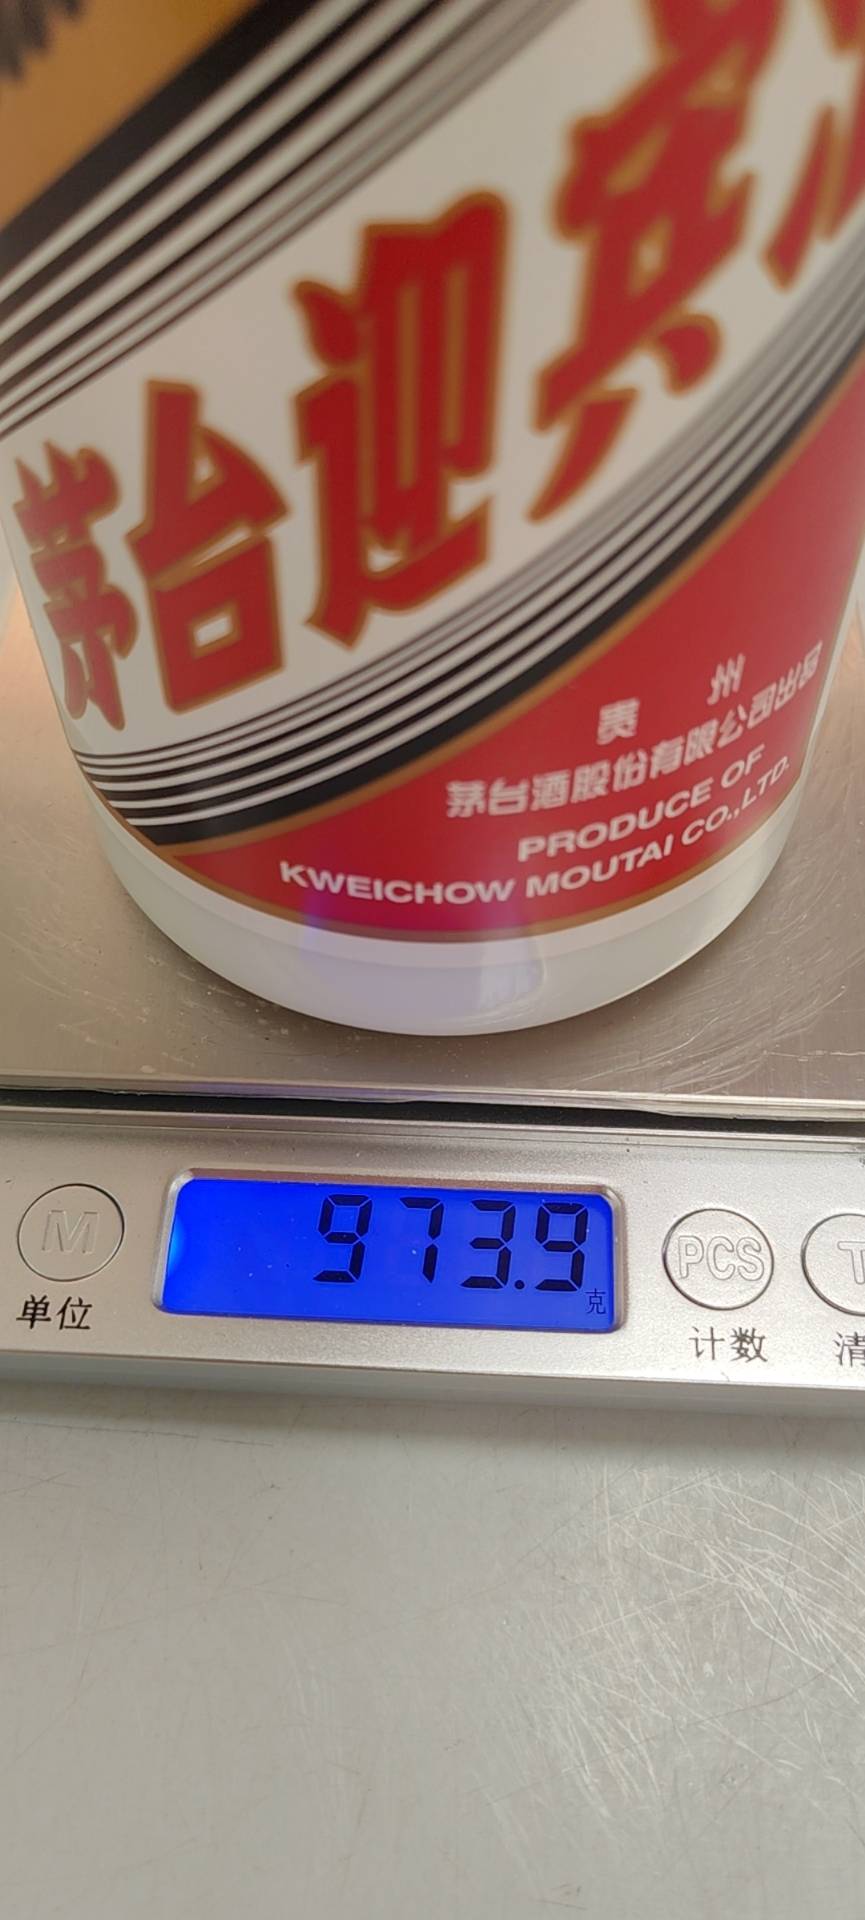 茅台迎宾
贵 州
茅台酒股份有限公司出品
PRODUCE OF
KWEICHOW MOUTAI CO.,LTD.
M
单位
973.9
克
PCS
计数
T
清